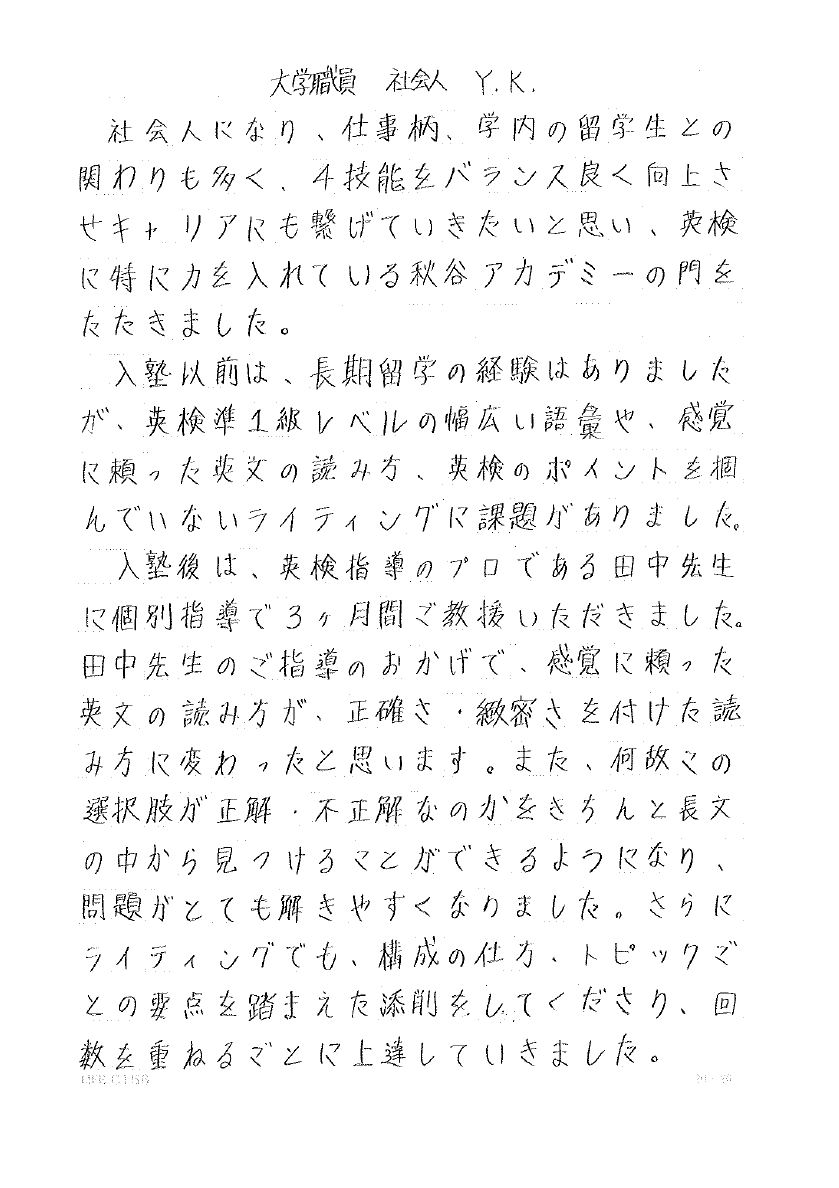 大学職員　社会人　Y.K.
　社会人になり、仕事柄、学内の留学生との
関わりも多く、4技能をバランス良く向上さ
せキャリアにも繋げていきたいと思い、英検
に特に力を入れている秋谷アカデミーの門を
たたきました。
　入塾以前は、長期留学の経験はありました
が、英検準1級レベルの幅広い語彙や、感覚
に頼った英文の読み方、英検のポイントを掴
んでいないライティングに課題がありました。
　入塾後は、英検指導のプロである田中先生
に個別指導で3ヶ月間ご教授いただきました。
田中先生のご指導のおかげで、感覚に頼った
英文の読み方が、正確さ・緻密さを付けた読
み方に変わったと思います。また、何故この
選択肢が正解・不正解なのかをきちんと長文
の中から見つけることができるようになり、
問題がとても解きやすくなりました。さらに
ライティングでも、構成の仕方、トピックご
との要点を踏まえた添削をしてくださり、回
数を重ねるごとに上達していきました。